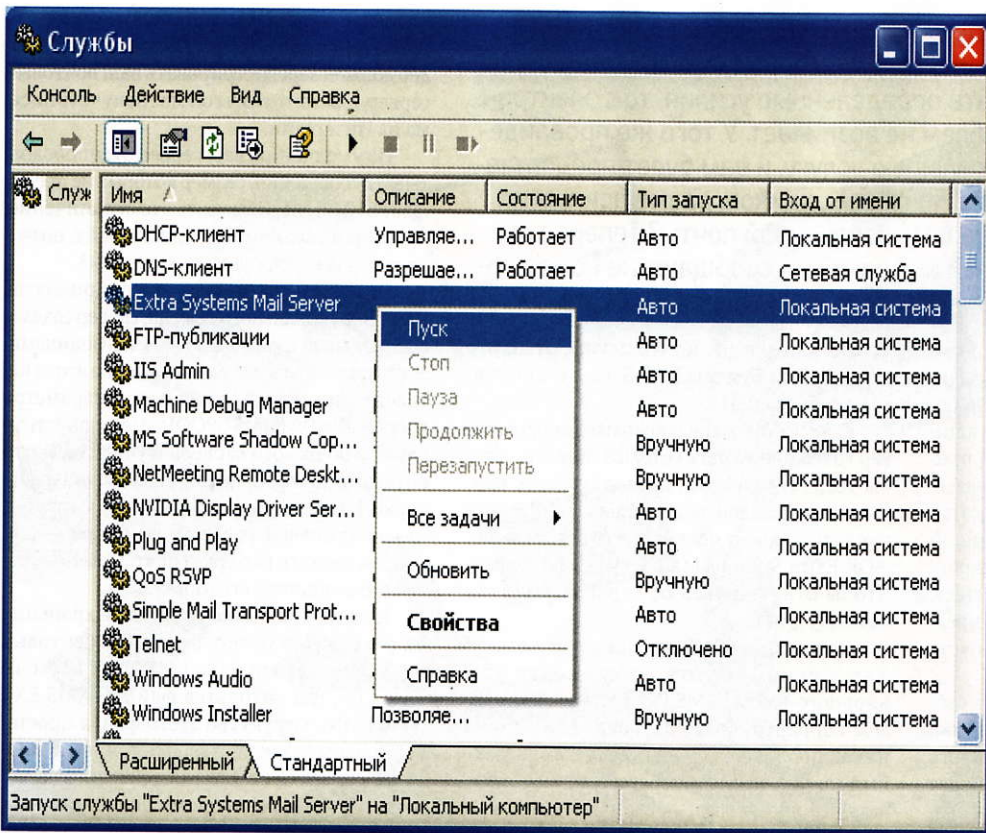 Службы
Консоль Действие Вид Справка
Служ Имя Описание Состояние Тип запуска Вход от имени
DHCP-клиент Управляе... Работает Авто Локальная система
DNS-клиент Разрешае... Работает Авто Сетевая служба
Extra Systems Mail Server Авто Локальная система
FTP-публикации Пуск Авто Локальная система
IIS Admin Стоп Авто Локальная система
Machine Debug Manager Пауза Авто Локальная система
MS Software Shadow Cop... Продолжить Вручную Локальная система
NetMeeting Remote Deskt... Перезапустить Вручную Локальная система
NVIDIA Display Driver Ser... Все задачи Авто Локальная система
Plug and Play Авто Локальная система
QoS RSVP Обновить Вручную Локальная система
Simple Mail Transport Prot... Свойства Авто Локальная система
Telnet Отключено Локальная система
Windows Audio Справка Авто Локальная система
Windows Installer Позволяе... Вручную Локальная система
Расширенный Стандартный
Запуск службы "Extra Systems Mail Server" на "Локальный компьютер"